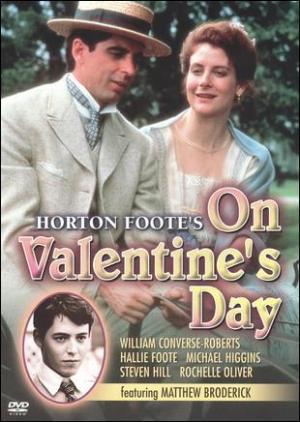 HORTON FOOTE'S On
Valentine's
Day
WILLIAM CONVERSE-ROBERTS
HALLIE FOOTE MICHAEL HIGGINS
STEVEN HILL ROCHELLE OLIVER
featuring MATTHEW BRODERICK
DVD
VIDEO